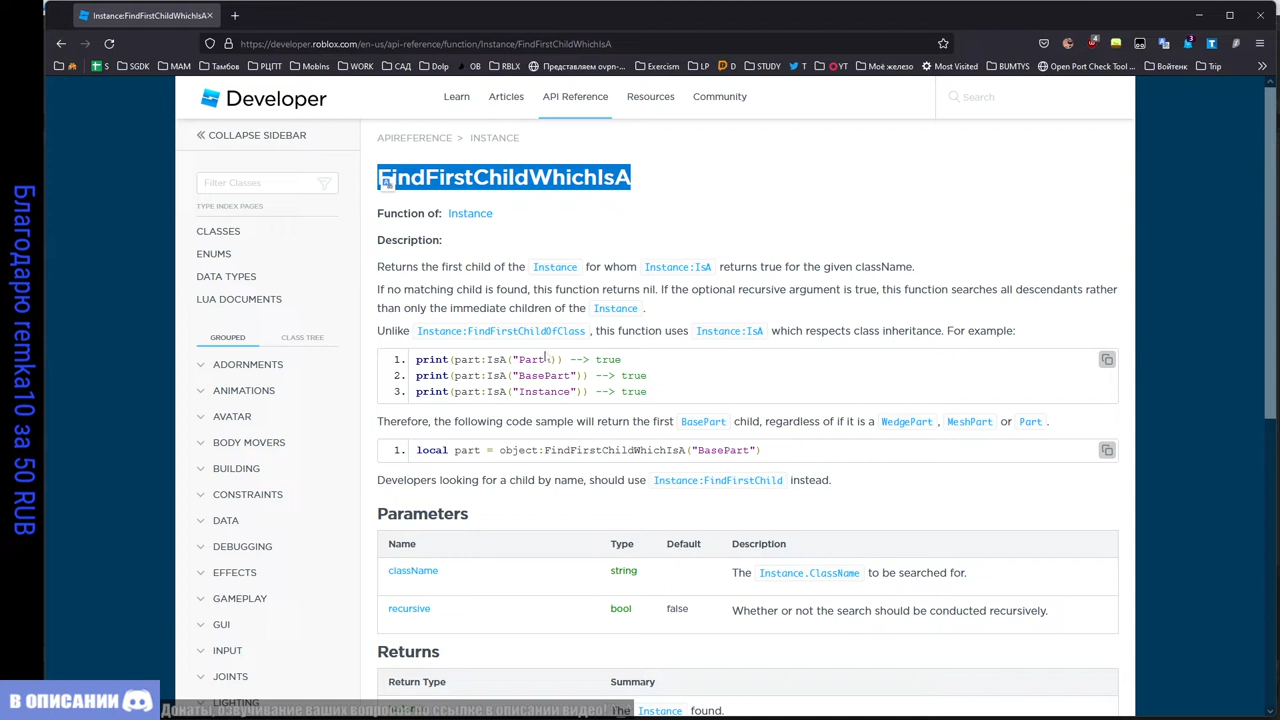 Instance:FindFirstChildWhichIsA
https://developer.roblox.com/en-us/api-reference/function/Instance/FindFirstChildWhichIsA
S SGDK МАМ Тамбов РЦПТ MobIns WORK САД Dolp OB RBLX Представляем ovpn-... Exercism LP D STUDY T YT Моё железо Most Visited BUMTYS Open Port Check Tool ... Войтенк Trip
Developer
Learn Articles API Reference Resources Community Search
COLLAPSE SIDEBAR
APIREFERENCE > INSTANCE
Filter Classes
TYPE INDEX PAGES
CLASSES
ENUMS
DATA TYPES
LUA DOCUMENTS
GROUPED CLASS TREE
ADORNMENTS
ANIMATIONS
AVATAR
BODY MOVERS
BUILDING
CONSTRAINTS
DATA
DEBUGGING
EFFECTS
GAMEPLAY
GUI
INPUT
JOINTS
LIGHTING
FindFirstChildWhichIsA
Function of: Instance
Description:
Returns the first child of the Instance for whom Instance:IsA returns true for the given className.
If no matching child is found, this function returns nil. If the optional recursive argument is true, this function searches all descendants rather
than only the immediate children of the Instance.
Unlike Instance:FindFirstChildOfClass, this function uses Instance:IsA which respects class inheritance. For example:
1. print(part:IsA("Part")) --> true
2. print(part:IsA("BasePart")) --> true
3. print(part:IsA("Instance")) --> true
Therefore, the following code sample will return the first BasePart child, regardless of if it is a WedgePart, MeshPart or Part.
1. local part = object:FindFirstChildWhichIsA("BasePart")
Developers looking for a child by name, should use Instance:FindFirstChild instead.
Parameters
Name Type Default Description
className string The Instance.ClassName to be searched for.
recursive bool false Whether or not the search should be conducted recursively.
Returns
Return Type Summary
The Instance found.
Благодарю remka10 за 50 RUB
В ОПИСАНИИ
Донаты, озвучивание ваших вопросов по ссылке в описании видео!